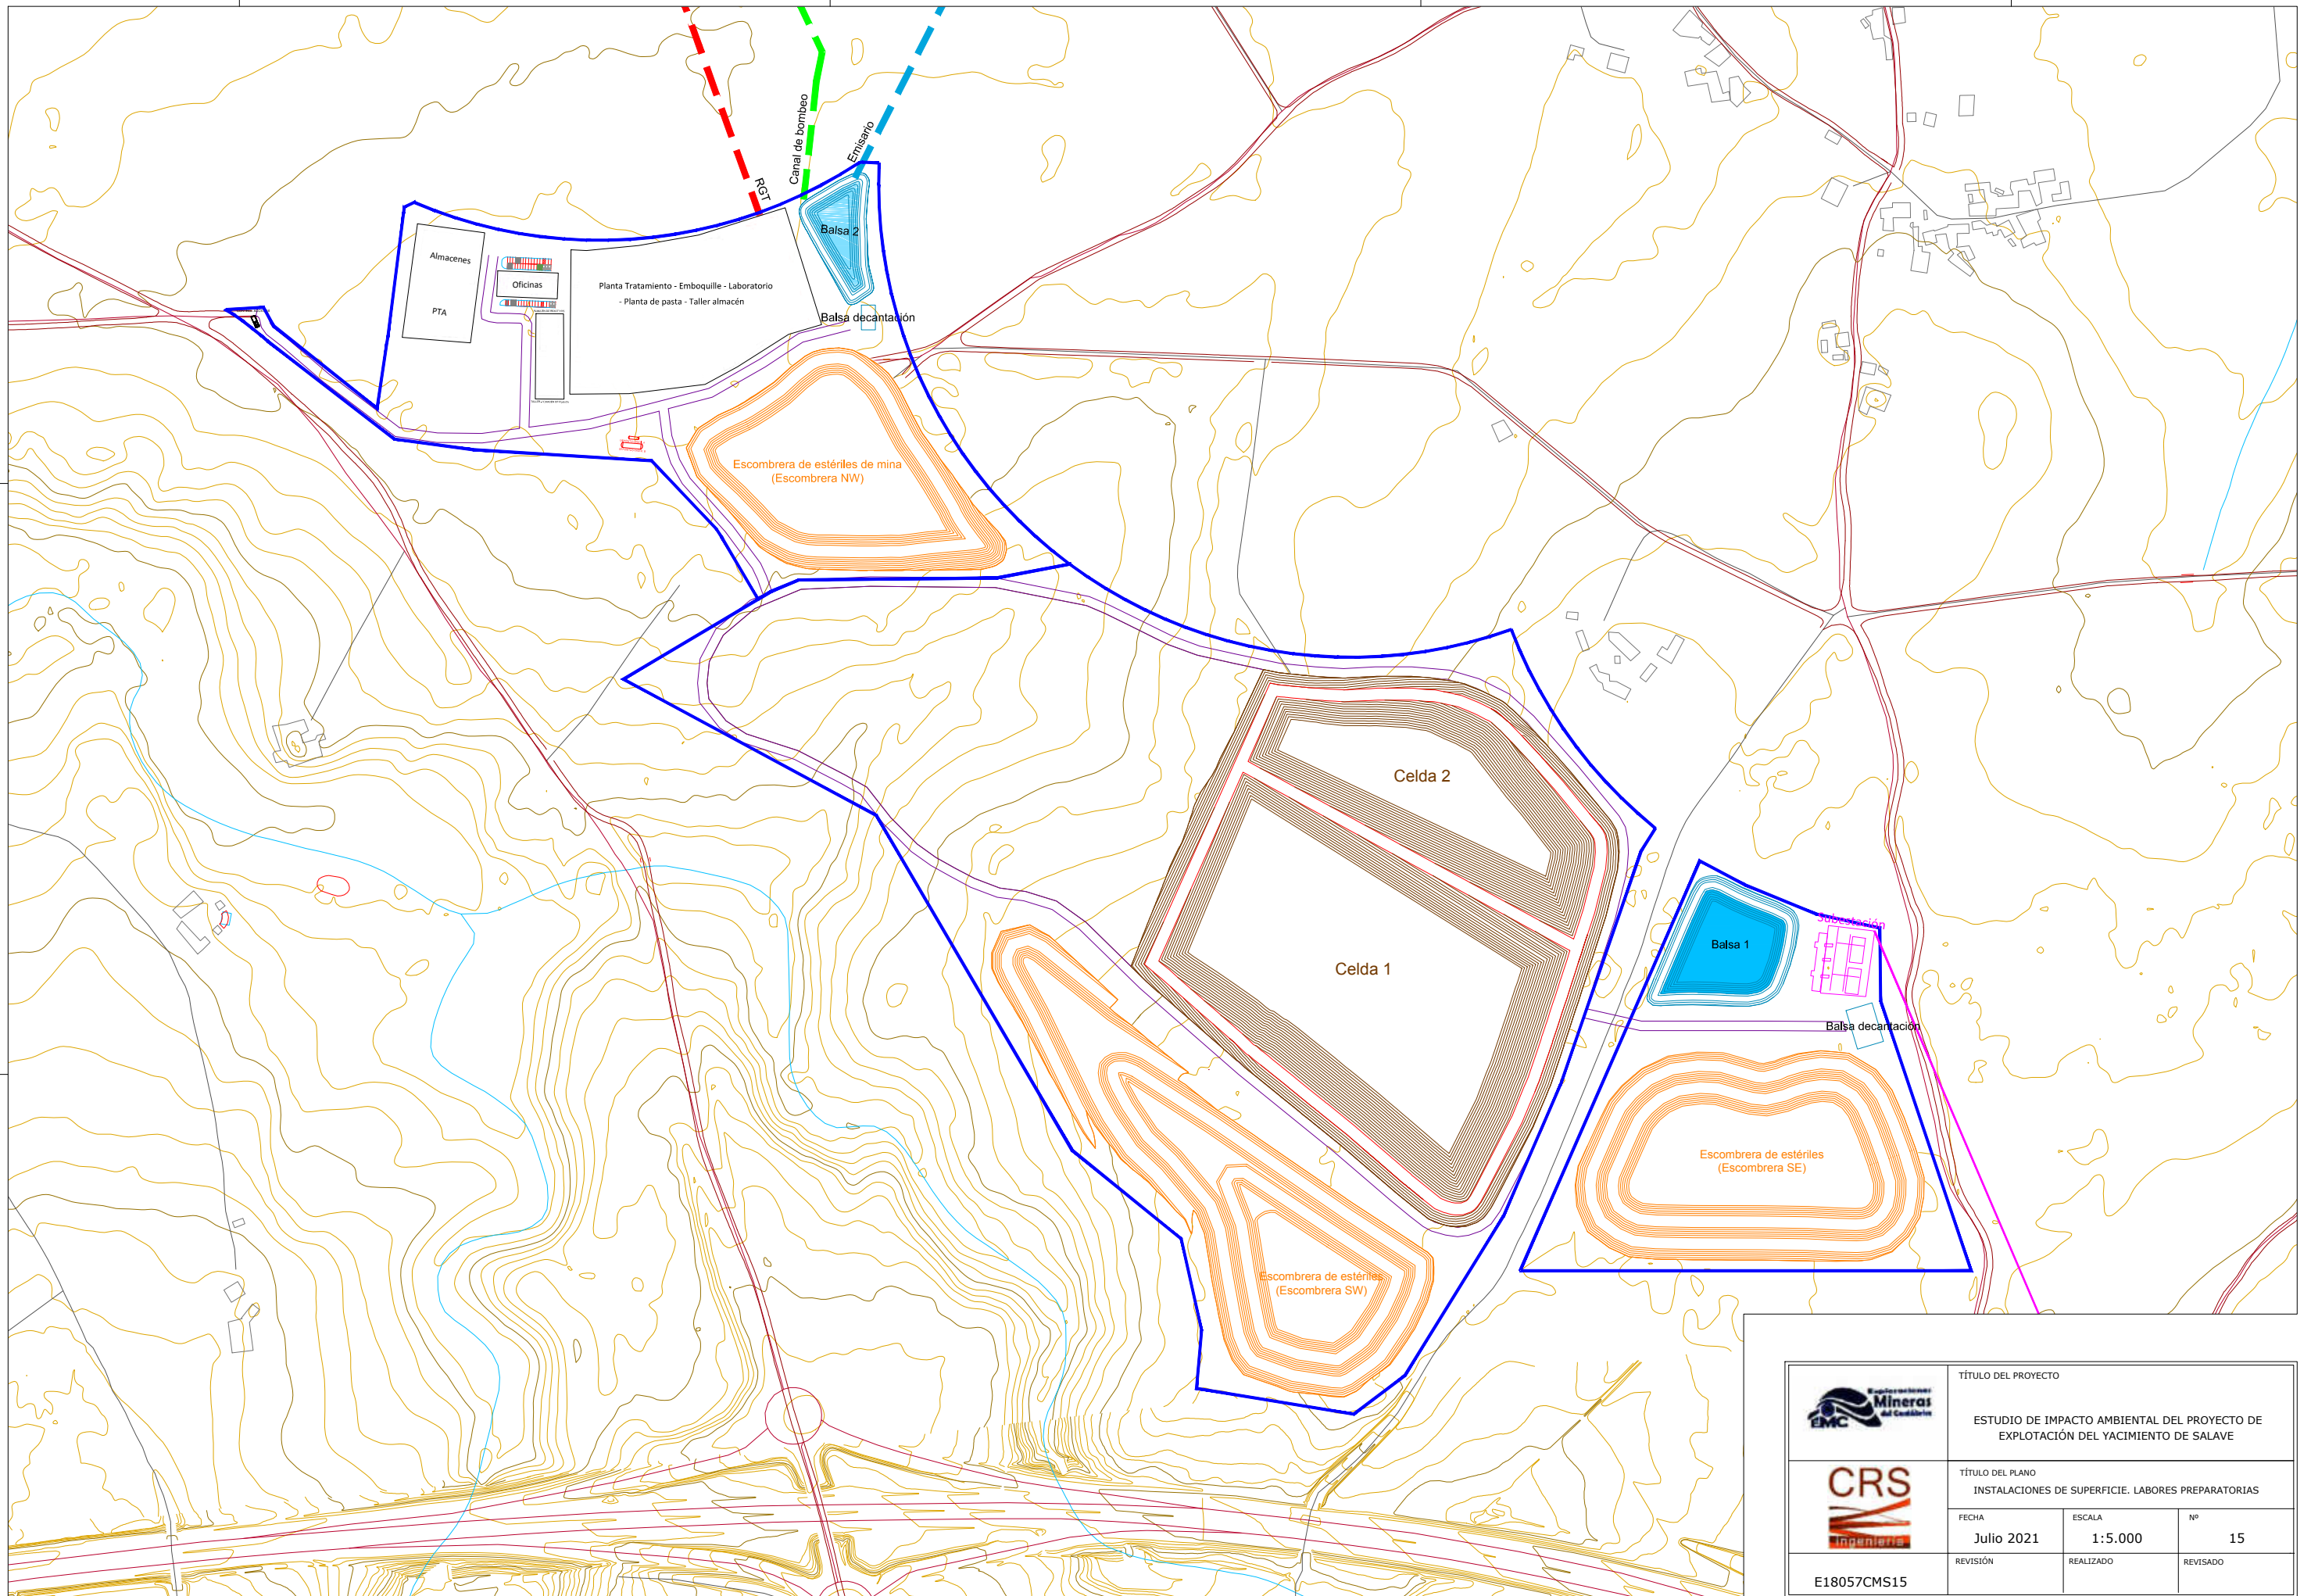 Canal de bombeo
Emisario
RGT
Balsa 2
Almacenes
PTA
Oficinas
Planta Tratamiento - Emboquille - Laboratorio
- Planta de pasta - Taller almacén
Balsa decantación
Escombrera de estériles de mina
(Escombrera NW)
Celda 2
Celda 1
Subestación
Balsa 1
Balsa decantación
Escombrera de estériles
(Escombrera SE)
Escombrera de estériles
(Escombrera SW)
Exploraciones
Mineras
del Cantábrico
EMC
TÍTULO DEL PROYECTO
ESTUDIO DE IMPACTO AMBIENTAL DEL PROYECTO DE
EXPLOTACIÓN DEL YACIMIENTO DE SALAVE
CRS
Ingeniería
TÍTULO DEL PLANO
INSTALACIONES DE SUPERFICIE. LABORES PREPARATORIAS
FECHA
Julio 2021
ESCALA
1:5.000
Nº
15
REVISIÓN
REALIZADO
REVISADO
E18057CMS15